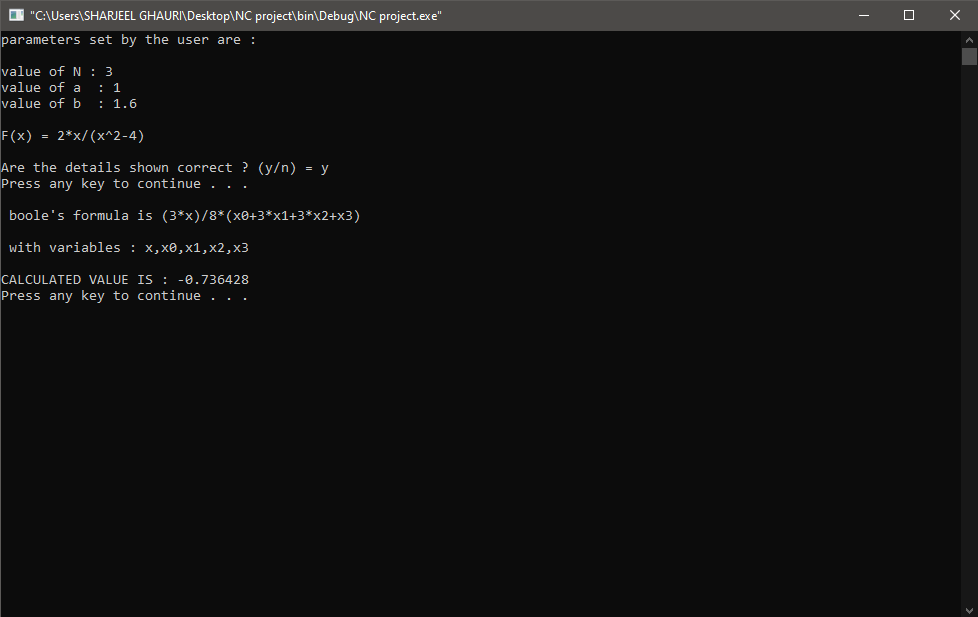 "C:\Users\SHARJEEL GHAURI\Desktop\NC project\bin\Debug\NC project.exe"
parameters set by the user are :
value of N : 3
value of a  : 1
value of b  : 1.6
F(x) = 2*x/(x^2-4)
Are the details shown correct ? (y/n) = y
Press any key to continue . . .
boole's formula is (3*x)/8*(x0+3*x1+3*x2+x3)
with variables : x,x0,x1,x2,x3
CALCULATED VALUE IS : -0.736428
Press any key to continue . . .